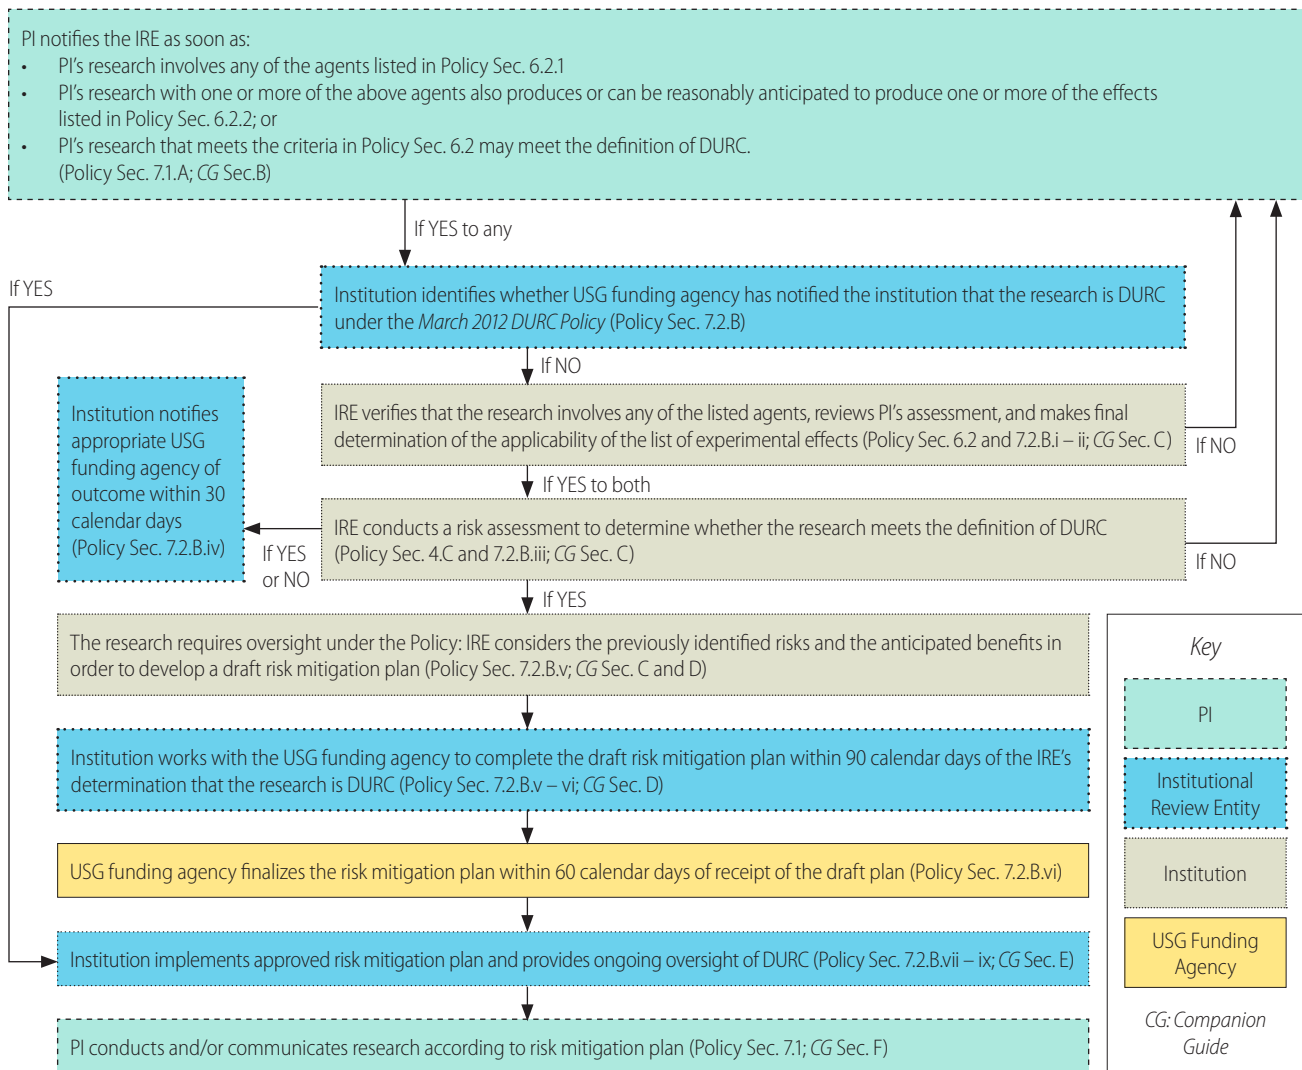 PI notifies the IRE as soon as:
• PI's research involves any of the agents listed in Policy Sec. 6.2.1
• PI's research with one or more of the above agents also produces or can be reasonably anticipated to produce one or more of the effects
listed in Policy Sec. 6.2.2; or
• PI's research that meets the criteria in Policy Sec. 6.2 may meet the definition of DURC.
(Policy Sec. 7.1.A; CG Sec.B)
If YES to any
If YES
Institution identifies whether USG funding agency has notified the institution that the research is DURC
under the March 2012 DURC Policy (Policy Sec. 7.2.B)
If NO
IRE verifies that the research involves any of the listed agents, reviews PI's assessment, and makes final
determination of the applicability of the list of experimental effects (Policy Sec. 6.2 and 7.2.B.i – ii; CG Sec. C)
If NO
If YES to both
Institution notifies
appropriate USG
funding agency of
outcome within 30
calendar days
(Policy Sec. 7.2.B.iv)
If YES
or NO
IRE conducts a risk assessment to determine whether the research meets the definition of DURC
(Policy Sec. 4.C and 7.2.B.iii; CG Sec. C)
If NO
If YES
The research requires oversight under the Policy: IRE considers the previously identified risks and the anticipated benefits in
order to develop a draft risk mitigation plan (Policy Sec. 7.2.B.v; CG Sec. C and D)
Institution works with the USG funding agency to complete the draft risk mitigation plan within 90 calendar days of the IRE's
determination that the research is DURC (Policy Sec. 7.2.B.v – vi; CG Sec. D)
USG funding agency finalizes the risk mitigation plan within 60 calendar days of receipt of the draft plan (Policy Sec. 7.2.B.vi)
Institution implements approved risk mitigation plan and provides ongoing oversight of DURC (Policy Sec. 7.2.B.vii – ix; CG Sec. E)
PI conducts and/or communicates research according to risk mitigation plan (Policy Sec. 7.1; CG Sec. F)
Key
PI
Institutional
Review Entity
Institution
USG Funding
Agency
CG: Companion
Guide